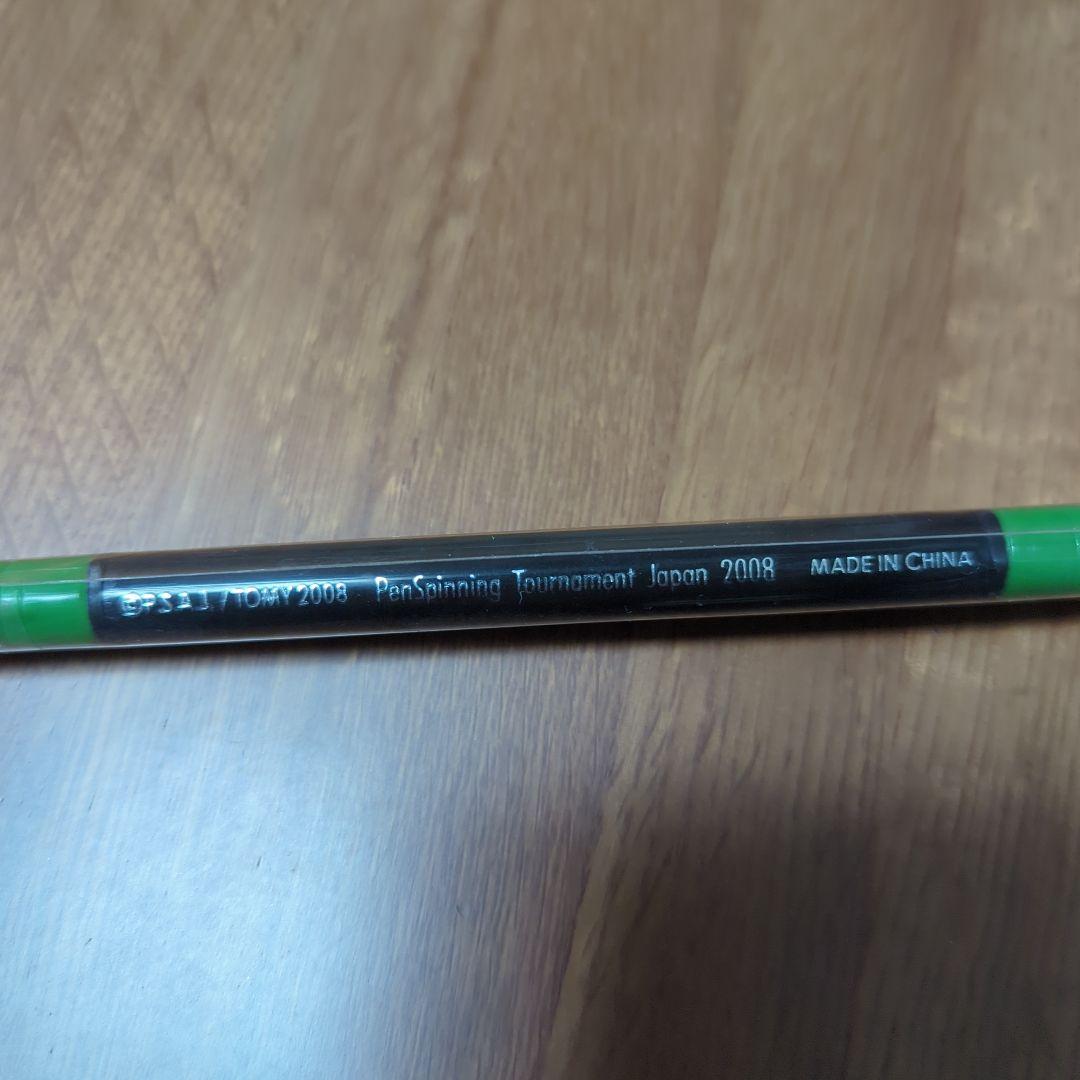 ©PSAJ/TOMY2008 PenSpinning Tournament Japan 2008 MADE IN CHINA